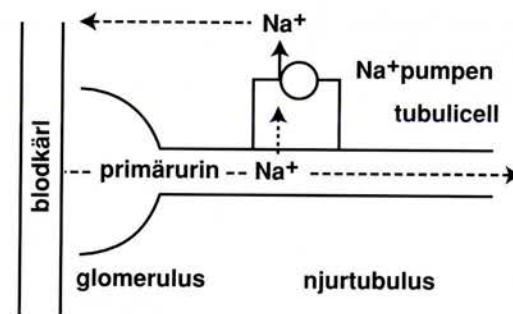 Na+
Na+pumpen
tubulicell
blodkärl
primärurin
Na+
glomerulus
njurtubulus